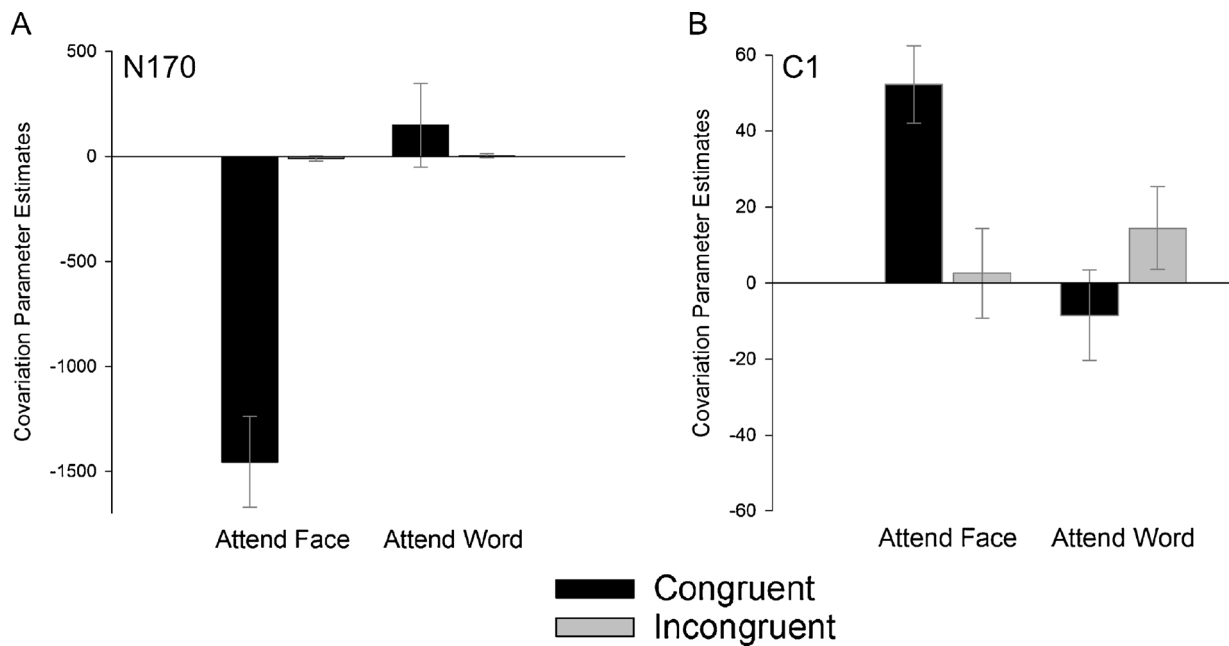 A
N170
Covariation Parameter Estimates
500
0
-500
-1000
-1500
Attend Face
Attend Word
B
C1
Covariation Parameter Estimates
60
40
20
0
-20
-40
-60
Attend Face
Attend Word
Congruent
Incongruent